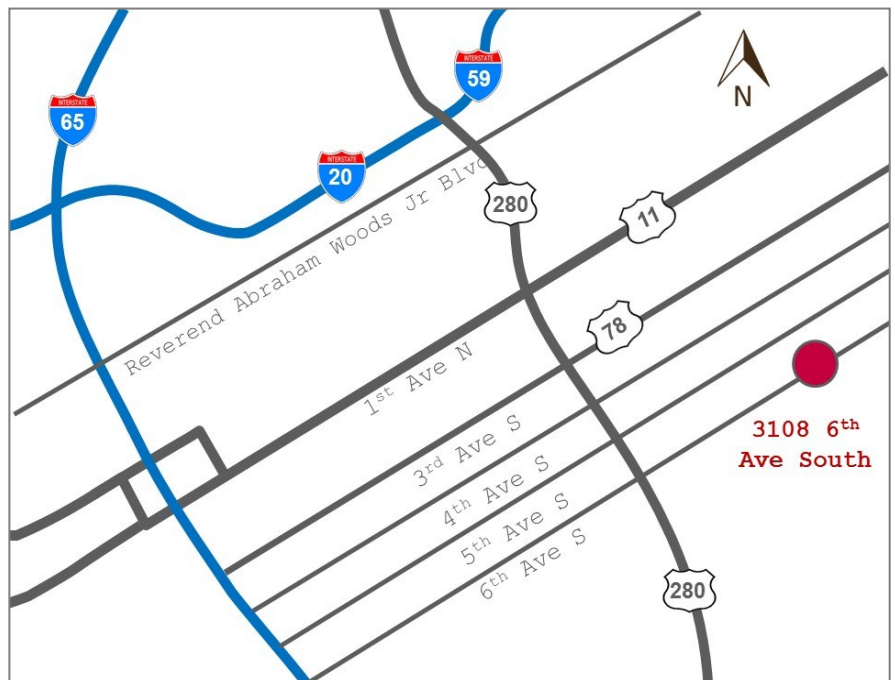 INTERSTATE
59
INTERSTATE
65
N
INTERSTATE
20
280
11
Reverend Abraham Woods Jr Blvd
78
1st Ave N
3rd Ave S
4th Ave S
5th Ave S
6th Ave S
3108 6th
Ave South
280